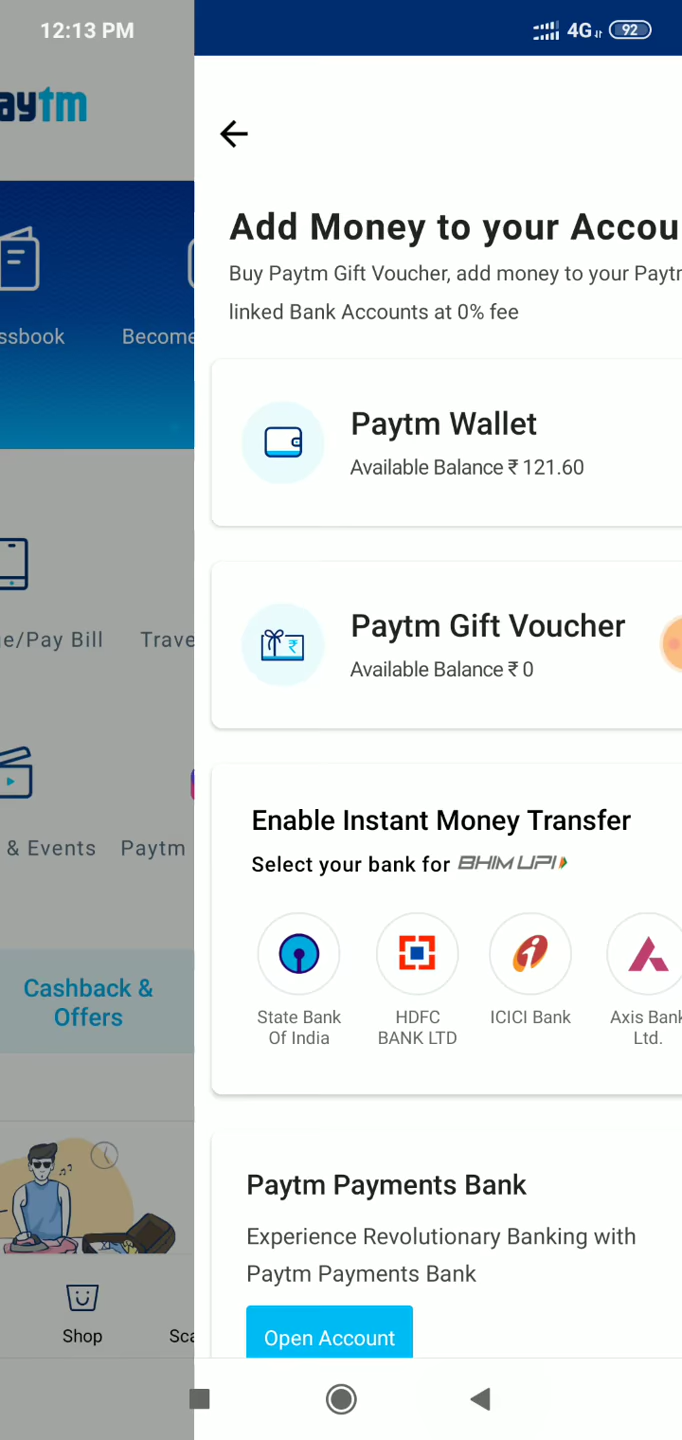 12:13 PM
4G
92
aytm
Add Money to your Accou
Buy Paytm Gift Voucher, add money to your Payt
linked Bank Accounts at 0% fee
ssbook
Become
Paytm Wallet
Available Balance ₹ 121.60
Paytm Gift Voucher
Available Balance ₹ 0
e/Pay Bill
Trave
Enable Instant Money Transfer
Select your bank for BHIM UPI
& Events
Paytm
State Bank
Of India
HDFC
BANK LTD
ICICI Bank
Axis Bank
Ltd.
Cashback &
Offers
Paytm Payments Bank
Experience Revolutionary Banking with
Paytm Payments Bank
Open Account
Shop
Sca